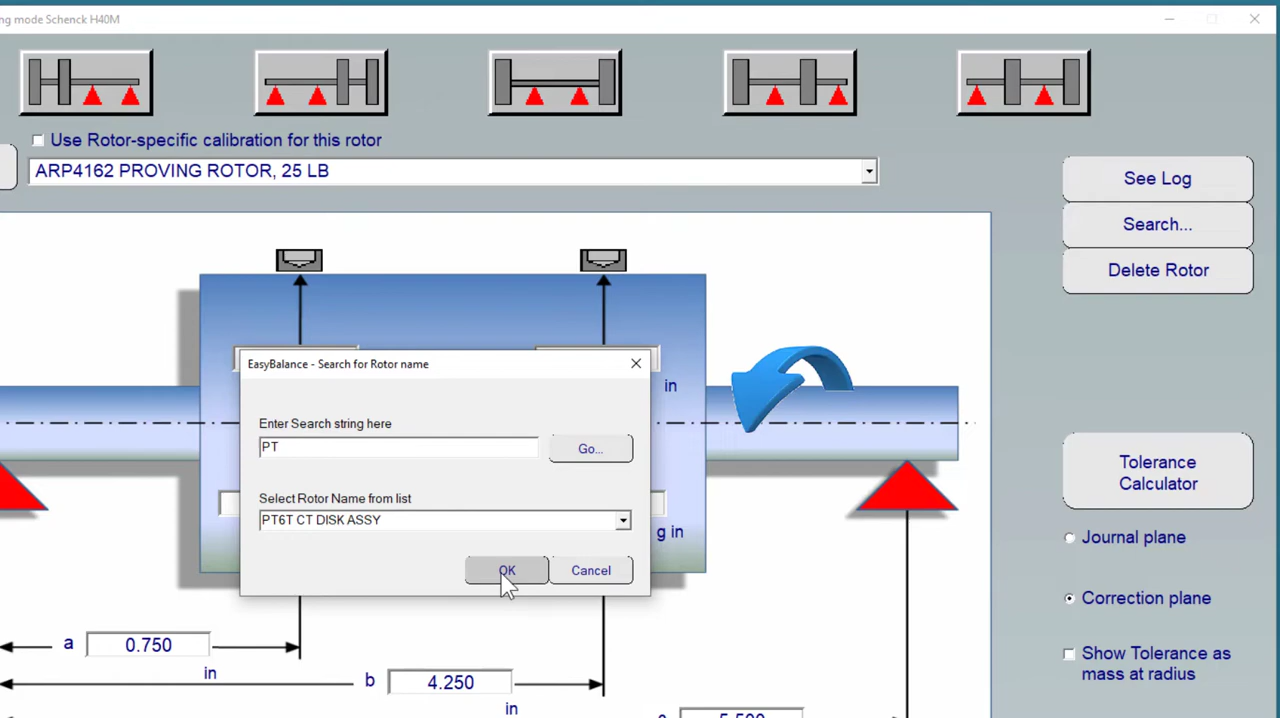 ng mode Schenck H40M
Use Rotor-specific calibration for this rotor
ARP4162 PROVING ROTOR, 25 LB
See Log
Search...
Delete Rotor
EasyBalance - Search for Rotor name
in
Enter Search string here
PT
Go...
Select Rotor Name from list
PT6T CT DISK ASSY
g in
OK
Cancel
Tolerance
Calculator
Journal plane
Correction plane
Show Tolerance as
mass at radius
a 0.750
in
b 4.250
in